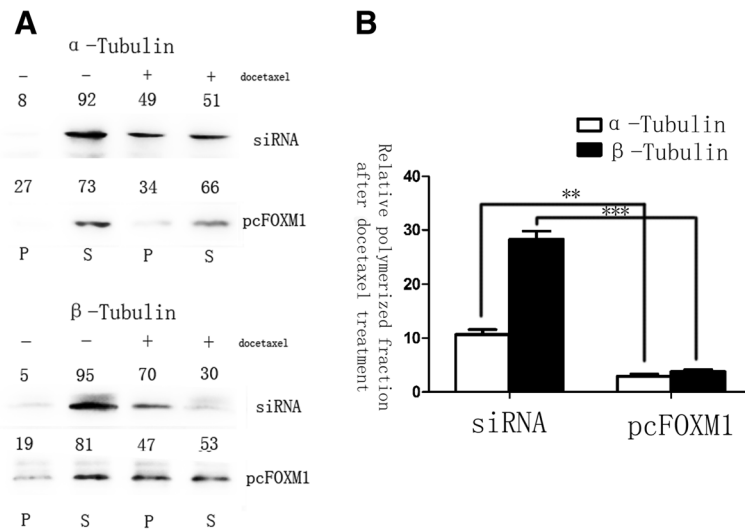 A
α-Tubulin
- - + + docetaxel
8 92 49 51
siRNA
27 73 34 66
pcFOXM1
P S P S
β-Tubulin
- - + + docetaxel
5 95 70 30
siRNA
19 81 47 53
pcFOXM1
P S P S
B
α-Tubulin
β-Tubulin
Relative polymerized fraction
after docetaxel treatment
40
30
20
10
0
**
***
siRNA pcFOXM1